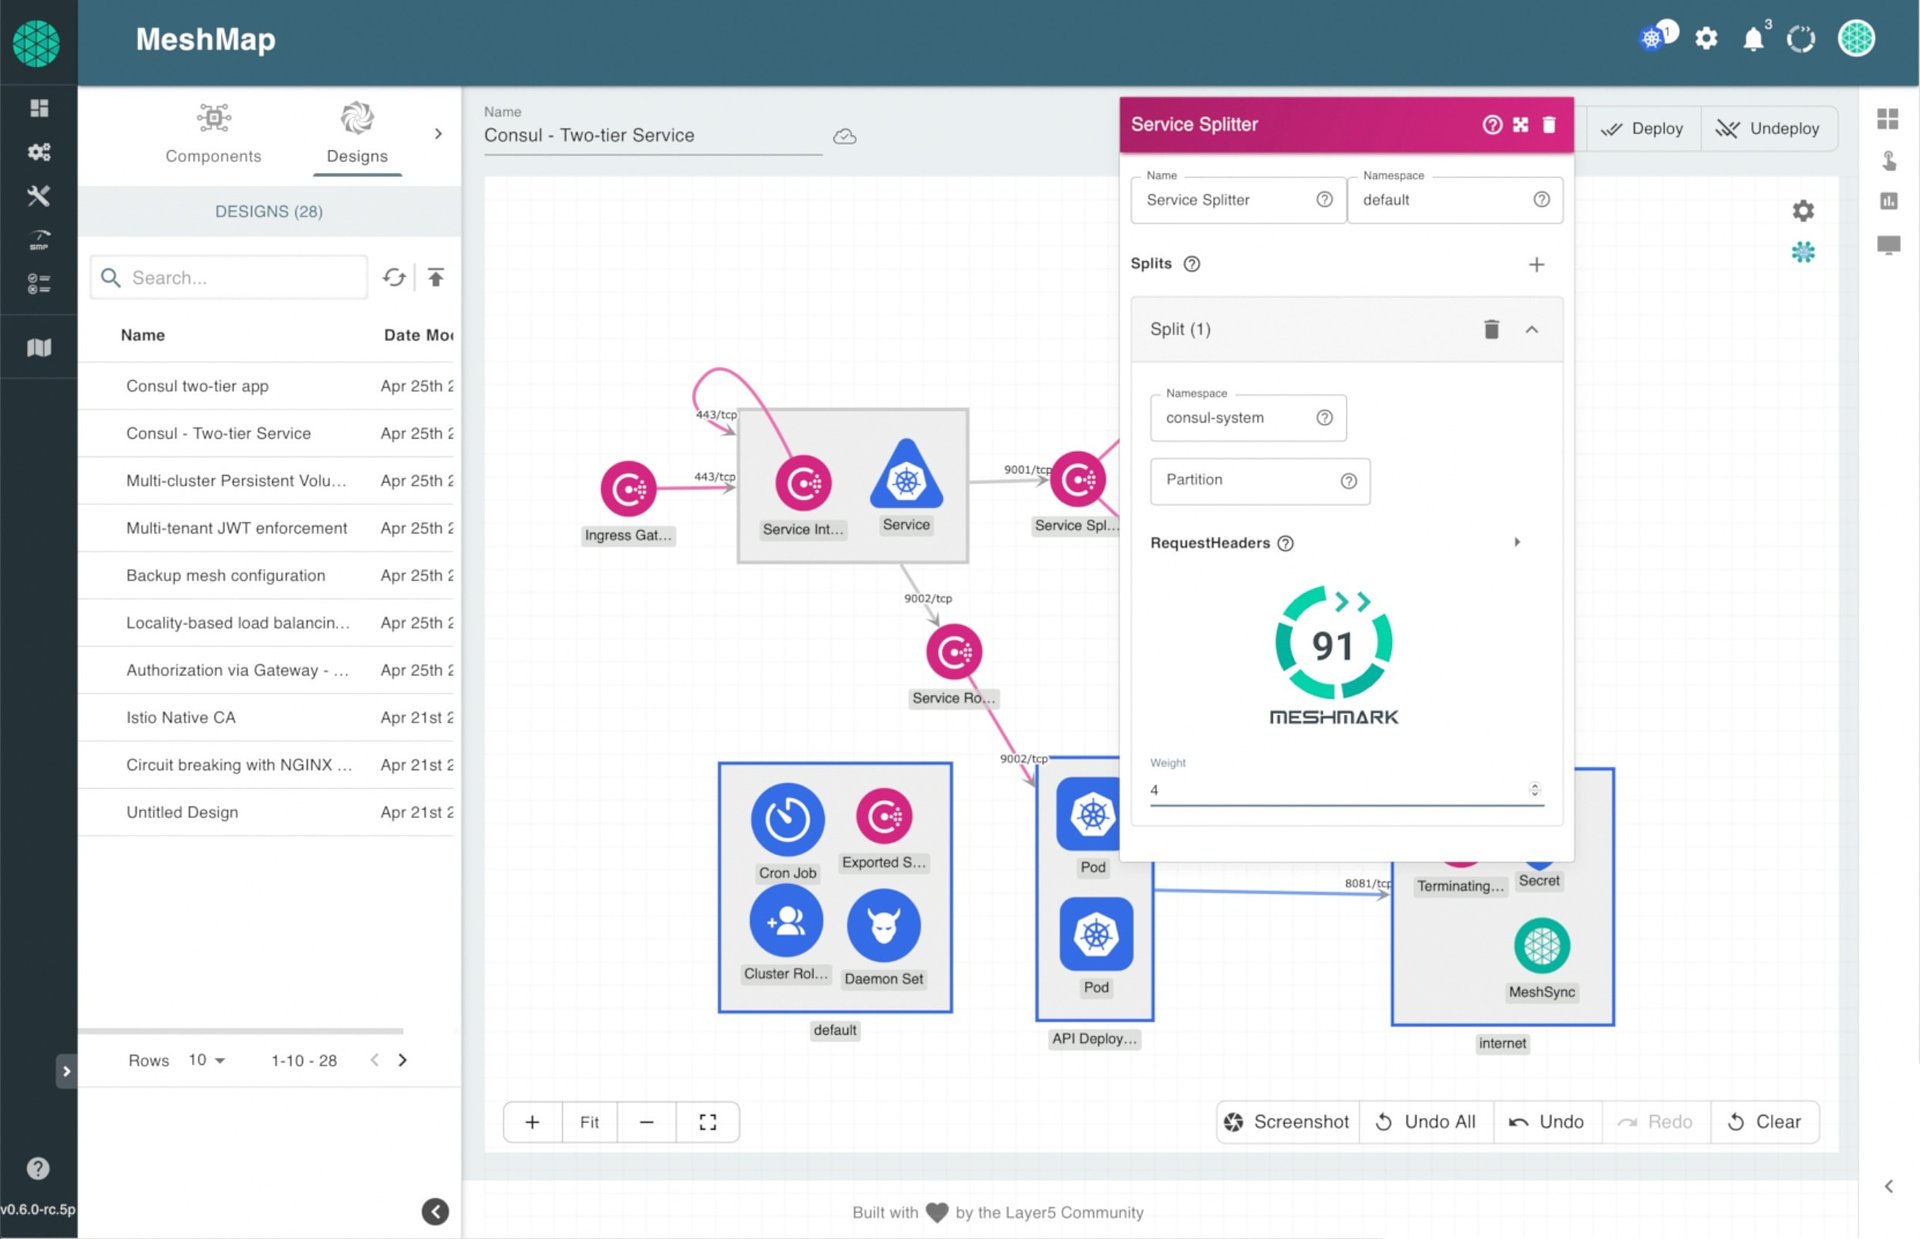 MeshMap
1
3
Components
Designs
DESIGNS (28)
Search...
Name
Date Mo
Consul two-tier app
Apr 25th 2
Consul - Two-tier Service
Apr 25th 2
Multi-cluster Persistent Volu...
Apr 25th 2
Multi-tenant JWT enforcement
Apr 25th 2
Backup mesh configuration
Apr 25th 2
Locality-based load balancin...
Apr 25th 2
Authorization via Gateway - ...
Apr 25th 2
Istio Native CA
Apr 21st 2
Circuit breaking with NGINX ...
Apr 21st 2
Untitled Design
Apr 21st 2
Rows
10
1-10 - 28
SMP
v0.6.0-rc.5p
Name
Consul - Two-tier Service
Deploy
Undeploy
443/tcp
443/tcp
Ingress Gat...
Service Int...
Service
9001/tcp
Service Spl...
9002/tcp
Service Ro...
9002/tcp
Cron Job
Exported S...
Cluster Rol...
Daemon Set
default
Pod
Pod
API Deploy...
8081/tcp
Terminating...
Secret
MeshSync
internet
Service Splitter
Name
Service Splitter
Namespace
default
Splits
Split (1)
Namespace
consul-system
Partition
RequestHeaders
91
MESHMARK
Weight
4
Fit
Screenshot
Undo All
Undo
Redo
Clear
Built with
by the Layer5 Community